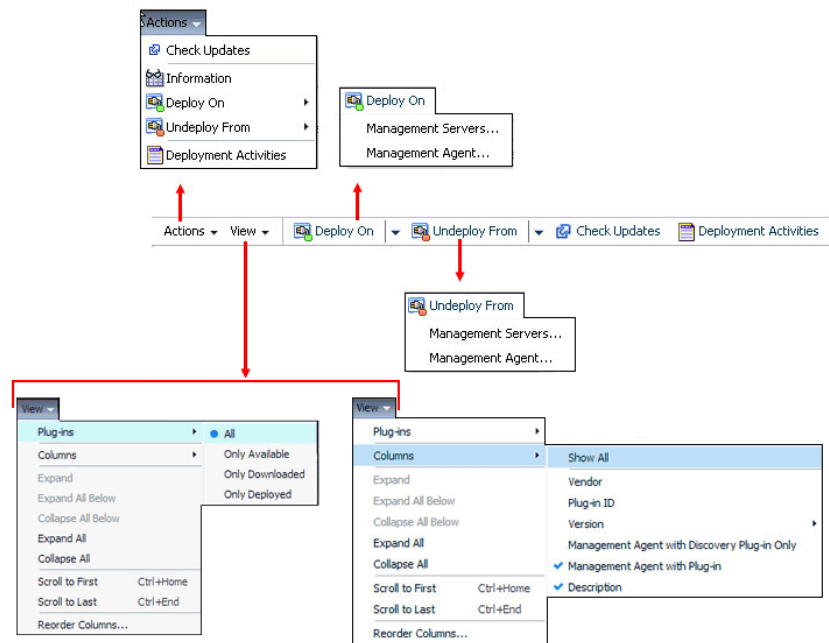 Actions
Check Updates
Information
Deploy On
Undeploy From
Deployment Activities
Deploy On
Management Servers...
Management Agent...
Actions View Deploy On Undeploy From Check Updates Deployment Activities
Undeploy From
Management Servers...
Management Agent...
View
Plug-ins
Columns
Expand
Expand All Below
Collapse All Below
Expand All
Collapse All
Scroll to First Ctrl+Home
Scroll to Last Ctrl+End
Reorder Columns...
All
Only Available
Only Downloaded
Only Deployed
View
Plug-ins
Columns
Expand
Expand All Below
Collapse All Below
Expand All
Collapse All
Scroll to First Ctrl+Home
Scroll to Last Ctrl+End
Reorder Columns...
Show All
Vendor
Plug-in ID
Version
Management Agent with Discovery Plug-in Only
Management Agent with Plug-in
Description